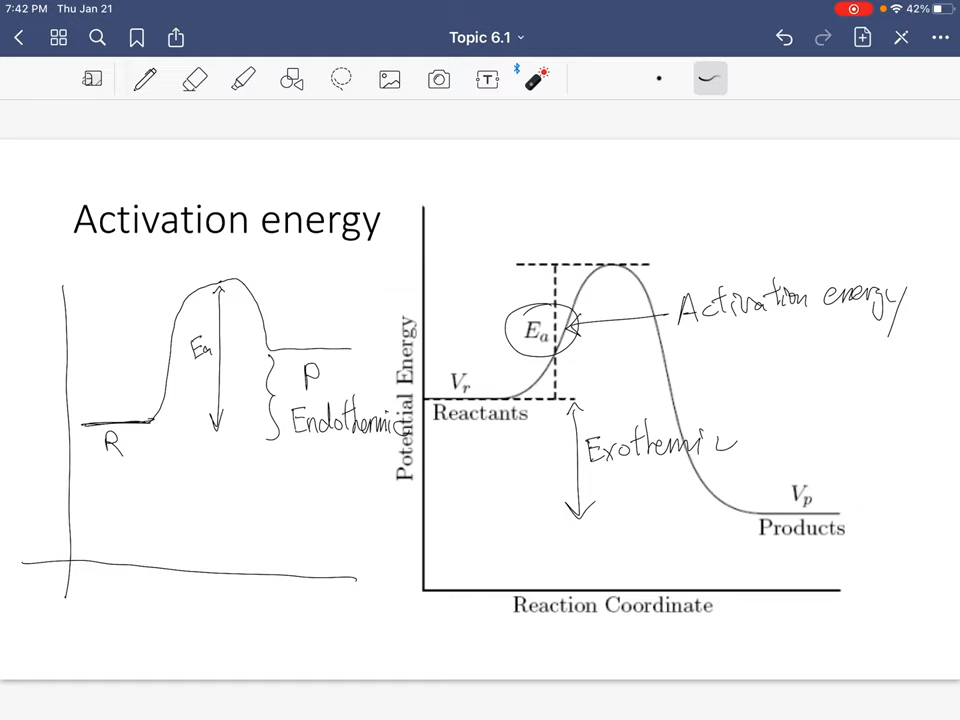 7:42 PM Thu Jan 21
42%
Topic 6.1
T
Activation energy
Ea
R
P
Endothermic
Potential Energy
Ea
Activation energy
Vr
Reactants
Exothemic
Vp
Products
Reaction Coordinate